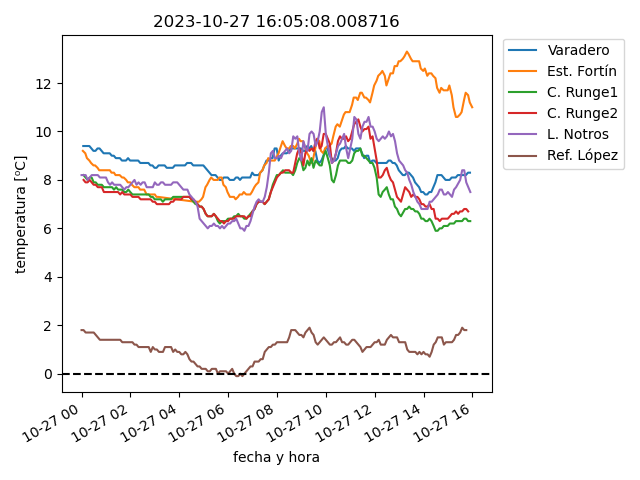 2023-10-27 16:05:08.008716
Varadero
Est. Fortín
C. Runge1
C. Runge2
L. Notros
Ref. López
temperatura [ºC]
12
10
8
6
4
2
0
10-27 00
10-27 02
10-27 04
10-27 06
10-27 08
10-27 10
10-27 12
10-27 14
10-27 16
fecha y hora